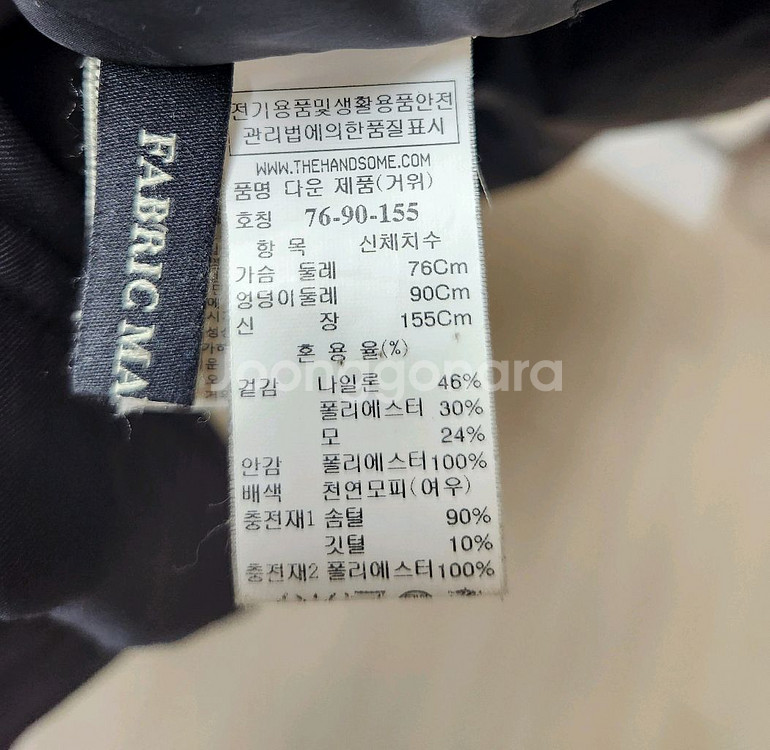 전기용품및생활용품안전
관리법에의한품질표시
WWW.THEHANDSOME.COM
품명 다운 제품(거위)
호칭 76-90-155
항 목 신체치수
가슴 둘레 76Cm
엉덩이둘레 90Cm
신 장 155Cm
혼 용 율(%)
겉감 나일론 46%
폴리에스터 30%
모 24%
안감 폴리에스터100%
배색 천연모피(여우)
충전재1 솜털 90%
깃털 10%
충전재2 폴리에스터100%
FABRIC
Joonggonara